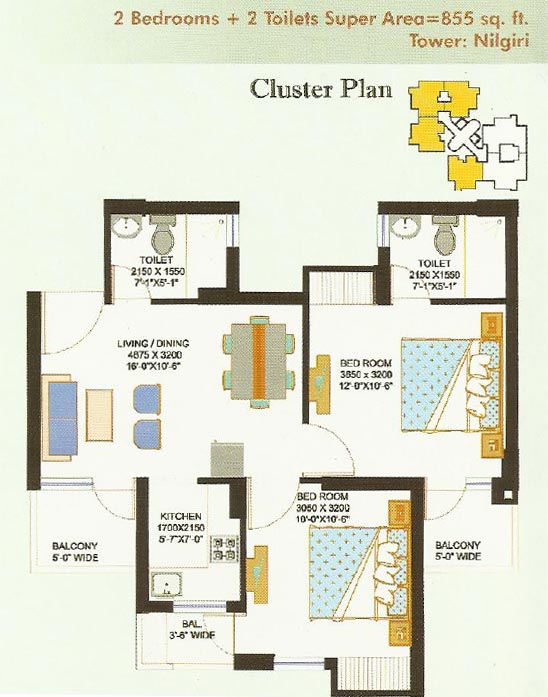 2 Bedrooms + 2 Toilets Super Area=855 sq. ft.
Tower: Nilgiri
Cluster Plan
TOILET
2150 X 1550
7'-1"X5'-1"
TOILET
2150 X1550
7'-1"X5'-1"
LIVING / DINING
4875 X 3200
16'-0"X10'-6"
BED ROOM
3650 x 3200
12'-0"X10'-6"
BED ROOM
3050 X 3200
10'-0"X10'-6"
KITCHEN
1700X2150
5'-7"X7'-0"
BALCONY
5'-0" WIDE
BALCONY
5'-0" WIDE
BAL.
3'-6" WIDE